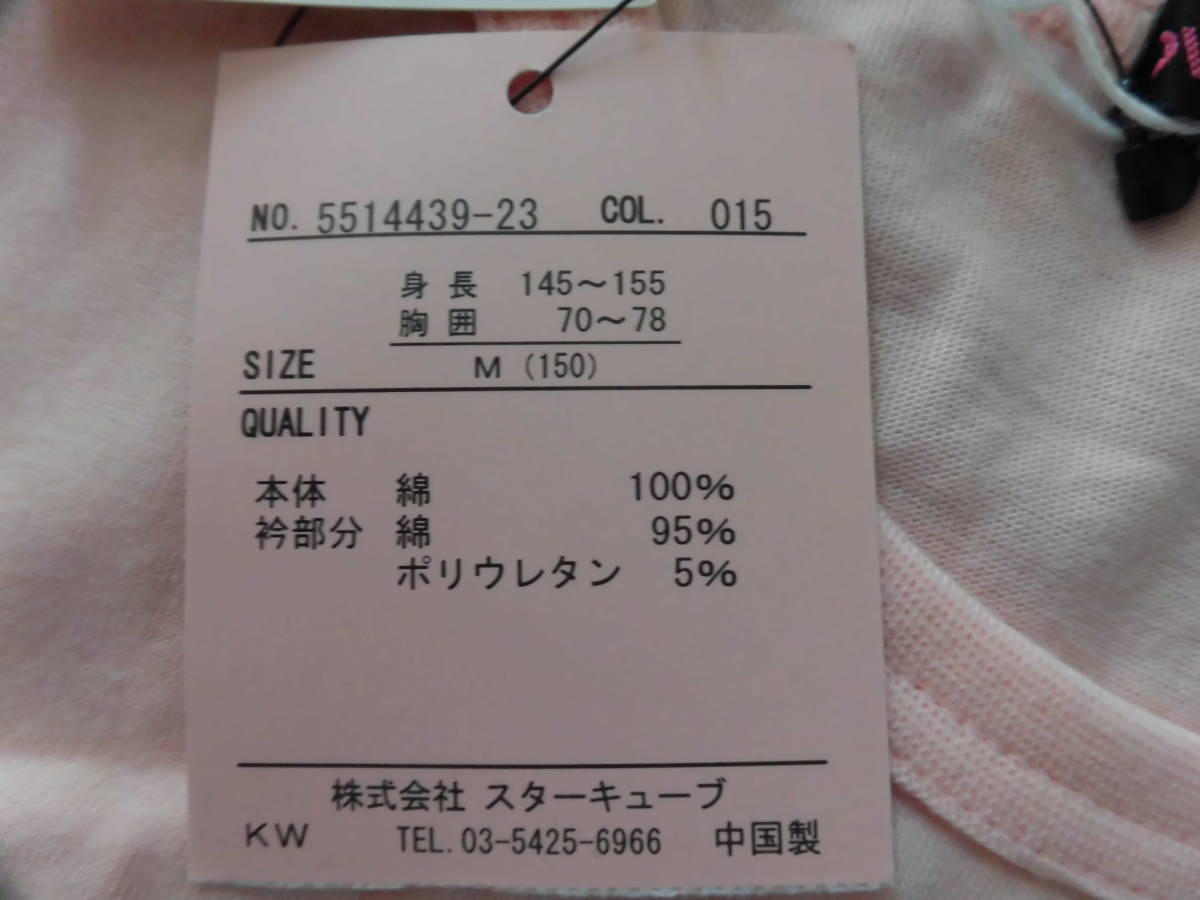 NO. 5514439-23 COL. 015
身長 145～155
胸囲 70～78
SIZE M (150)
QUALITY
本体 綿 100%
衿部分 綿 95%
ポリウレタン 5%
株式会社 スターキューブ
KW TEL. 03-5425-6966 中国製